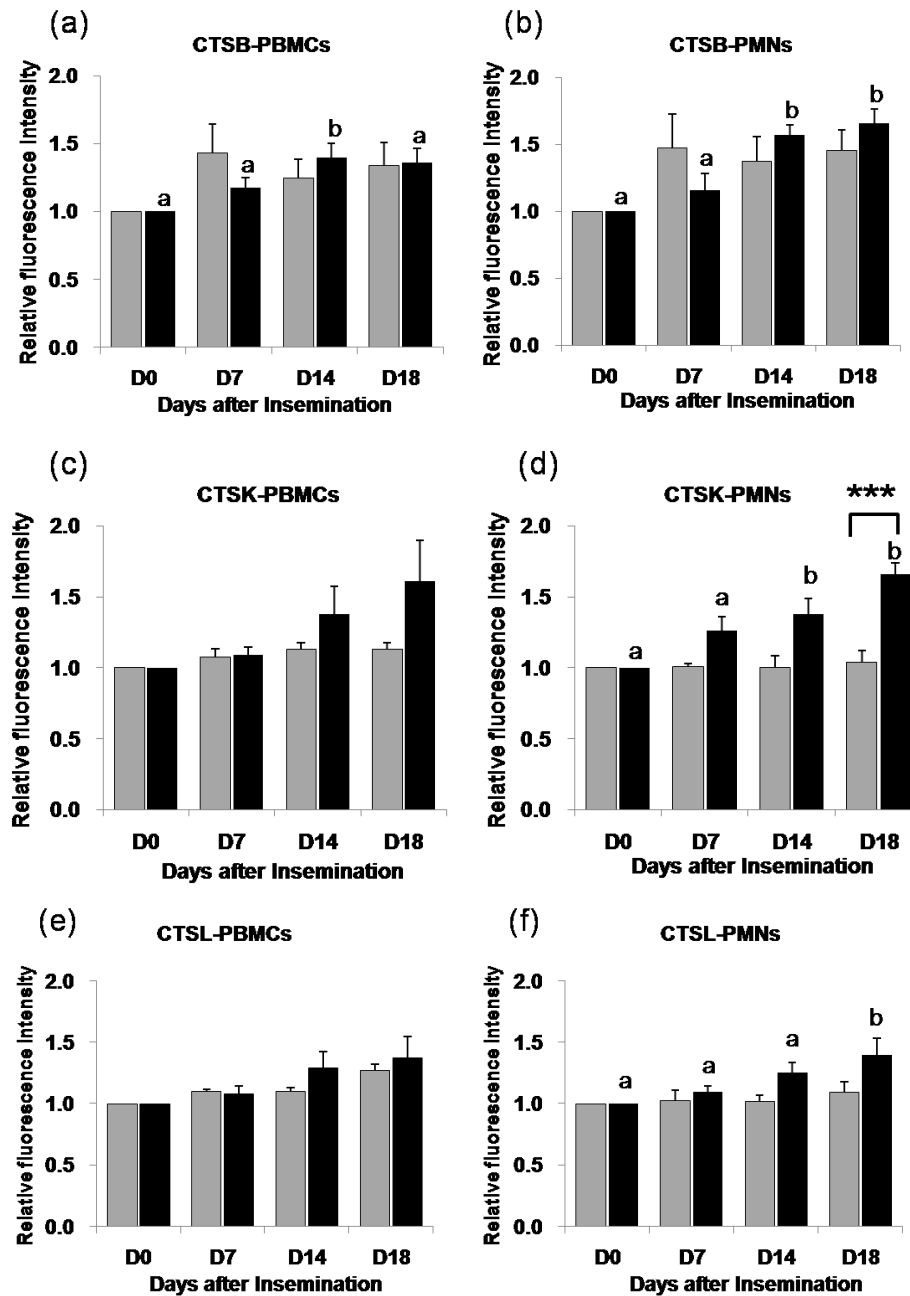 (a)
CTSB-PBMCs
Relative fluorescence Intensity
2.0
1.5
1.0
0.5
0.0
a
a
b
a
D0 D7 D14 D18
Days after Insemination
(b)
CTSB-PMNs
Relative fluorescence Intensity
2.0
1.5
1.0
0.5
0.0
a
a
b
b
D0 D7 D14 D18
Days after Insemination
(c)
CTSK-PBMCs
Relative fluorescence Intensity
2.0
1.5
1.0
0.5
0.0
D0 D7 D14 D18
Days after Insemination
(d)
CTSK-PMNs
Relative fluorescence Intensity
2.0
1.5
1.0
0.5
0.0
a
a
b
***
b
D0 D7 D14 D18
Days after Insemination
(e)
CTSL-PBMCs
Relative fluorescence Intensity
2.0
1.5
1.0
0.5
0.0
D0 D7 D14 D18
Days after Insemination
(f)
CTSL-PMNs
Relative fluorescence Intensity
2.0
1.5
1.0
0.5
0.0
a
a
a
b
D0 D7 D14 D18
Days after Insemination